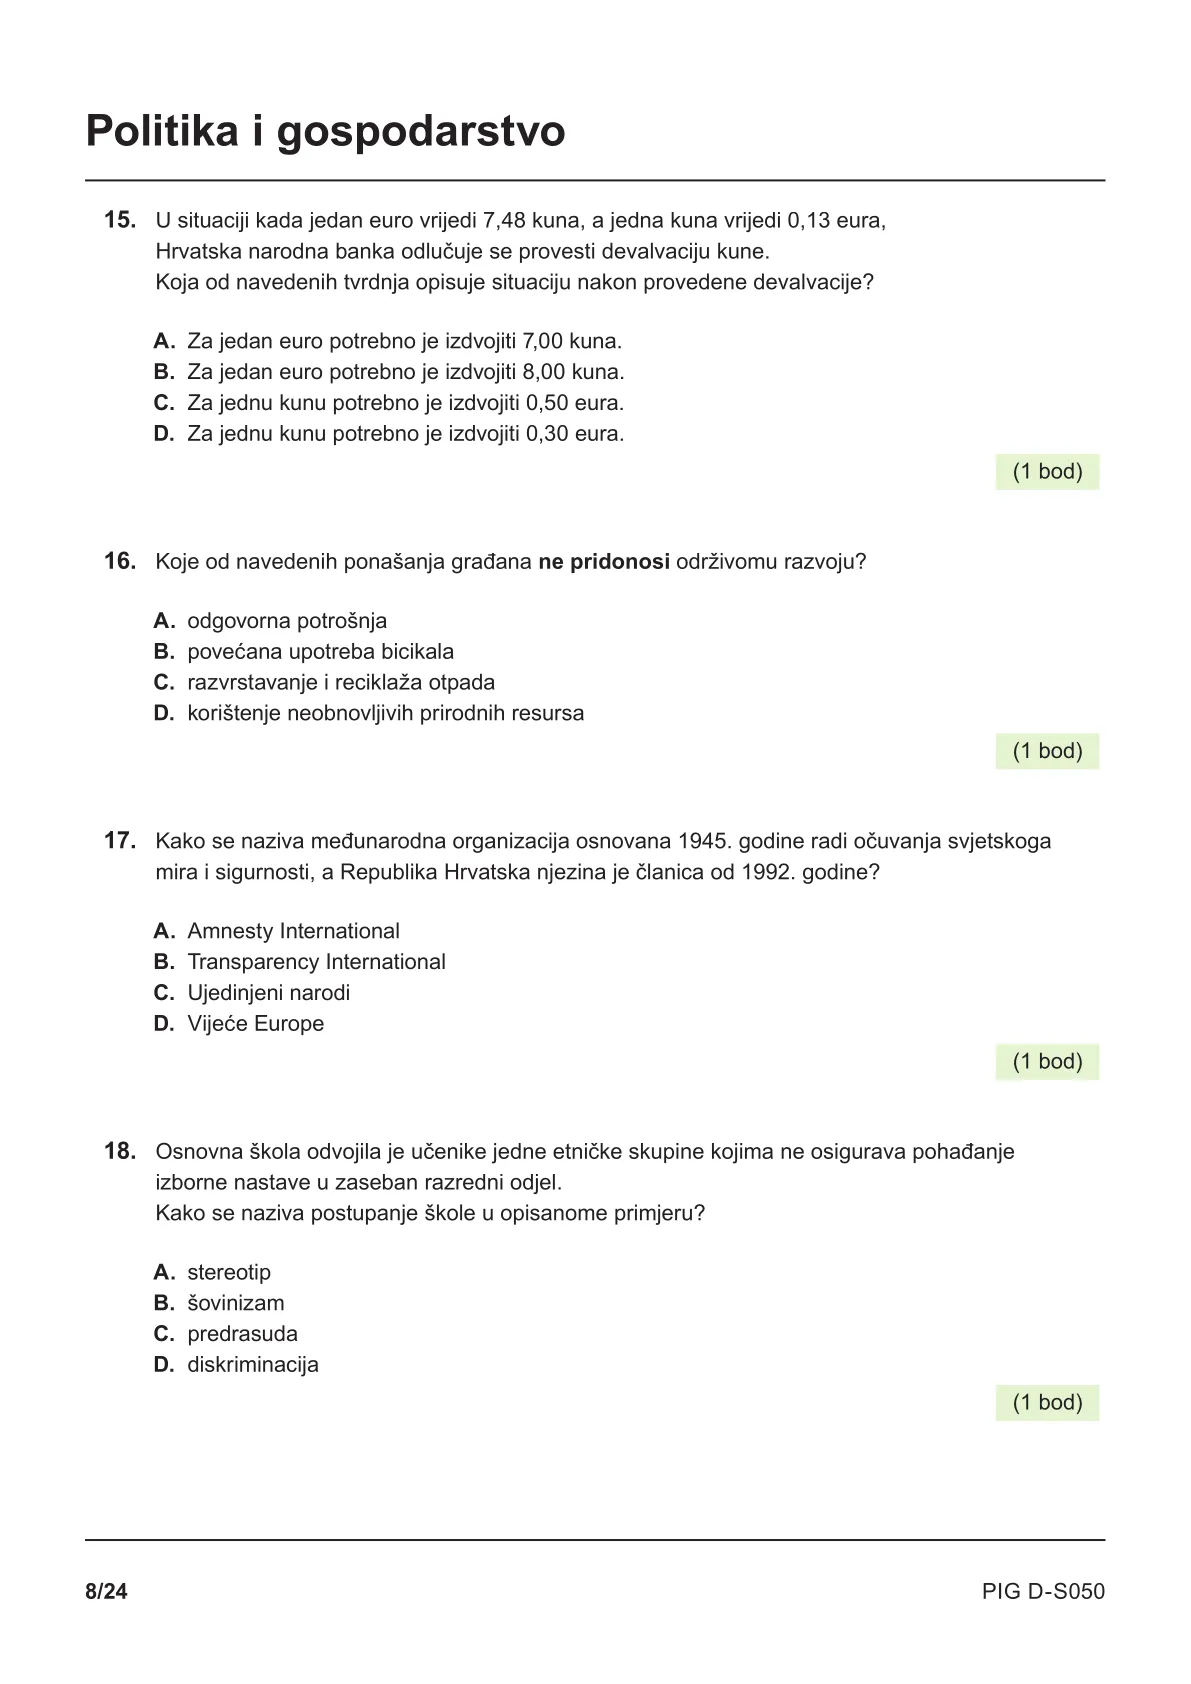 Politika i gospodarstvo
15. U situaciji kada jedan euro vrijedi 7,48 kuna, a jedna kuna vrijedi 0,13 eura,
Hrvatska narodna banka odlučuje se provesti devalvaciju kune.
Koja od navedenih tvrdnja opisuje situaciju nakon provedene devalvacije?
A. Za jedan euro potrebno je izdvojiti 7,00 kuna.
B. Za jedan euro potrebno je izdvojiti 8,00 kuna.
C. Za jednu kunu potrebno je izdvojiti 0,50 eura.
D. Za jednu kunu potrebno je izdvojiti 0,30 eura.
(1 bod)
16. Koje od navedenih ponašanja građana ne pridonosi održivomu razvoju?
A. odgovorna potrošnja
B. povećana upotreba bicikala
C. razvrstavanje i reciklaža otpada
D. korištenje neobnovljivih prirodnih resursa
(1 bod)
17. Kako se naziva međunarodna organizacija osnovana 1945. godine radi očuvanja svjetskoga
mira i sigurnosti, a Republika Hrvatska njezina je članica od 1992. godine?
A. Amnesty International
B. Transparency International
C. Ujedinjeni narodi
D. Vijeće Europe
(1 bod)
18. Osnovna škola odvojila je učenike jedne etničke skupine kojima ne osigurava pohađanje
izborne nastave u zaseban razredni odjel.
Kako se naziva postupanje škole u opisanome primjeru?
A. stereotip
B. šovinizam
C. predrasuda
D. diskriminacija
(1 bod)
8/24
PIG D-S050